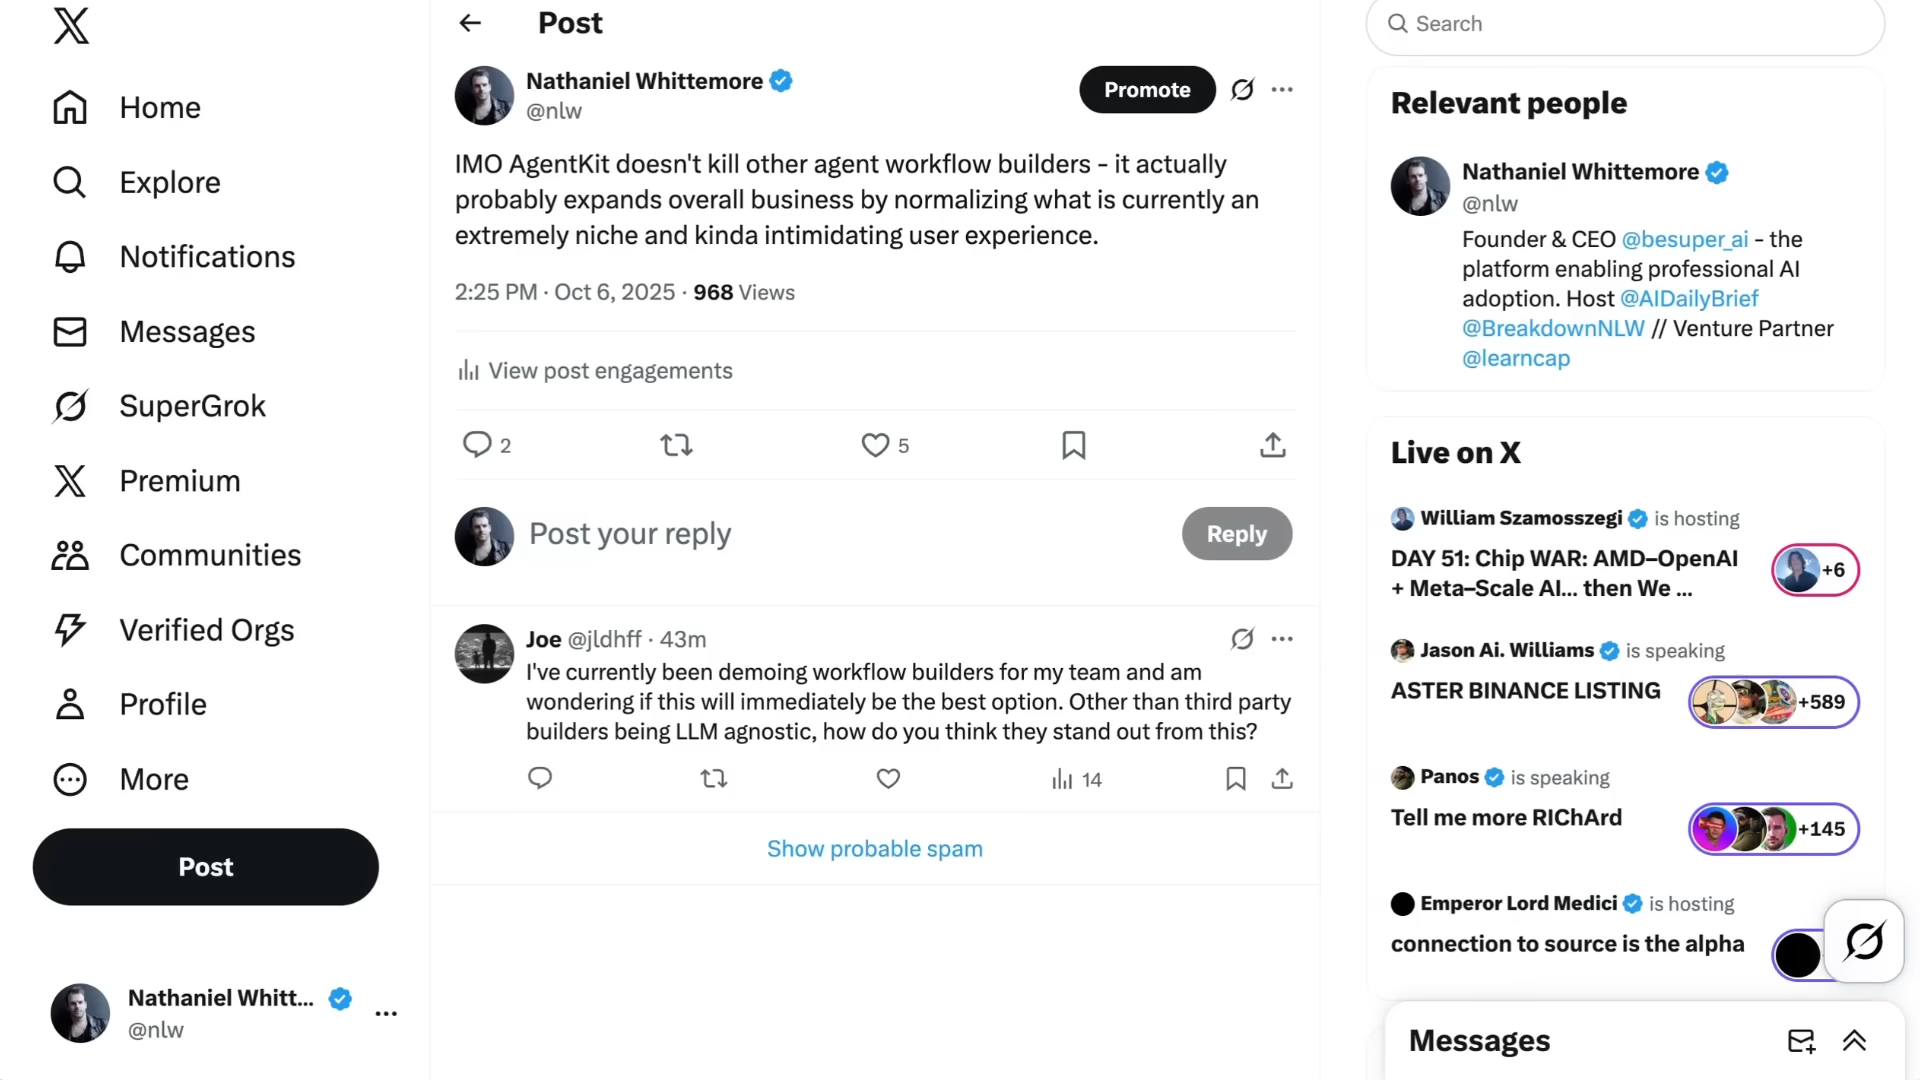 Home
Explore
Notifications
Messages
SuperGrok
Premium
Communities
Verified Orgs
Profile
More
Post
Nathaniel Whitt...
@nlw
Post
Nathaniel Whittemore
@nlw
Promote
IMO AgentKit doesn't kill other agent workflow builders - it actually
probably expands overall business by normalizing what is currently an
extremely niche and kinda intimidating user experience.
2:25 PM · Oct 6, 2025 · 968 Views
View post engagements
2
5
Post your reply
Reply
Joe @jldhff · 43m
I've currently been demoing workflow builders for my team and am
wondering if this will immediately be the best option. Other than third party
builders being LLM agnostic, how do you think they stand out from this?
14
Show probable spam
Search
Relevant people
Nathaniel Whittemore
@nlw
Founder & CEO @besuper_ai - the
platform enabling professional AI
adoption. Host @AIDailyBrief
@BreakdownNLW // Venture Partner
@learncap
Live on X
William Szamosszegi is hosting
DAY 51: Chip WAR: AMD–OpenAI
+ Meta–Scale AI... then We ...
+6
Jason Ai. Williams is speaking
ASTER BINANCE LISTING
+589
Panos is speaking
Tell me more RIChArd
+145
Emperor Lord Medici is hosting
connection to source is the alpha
Messages